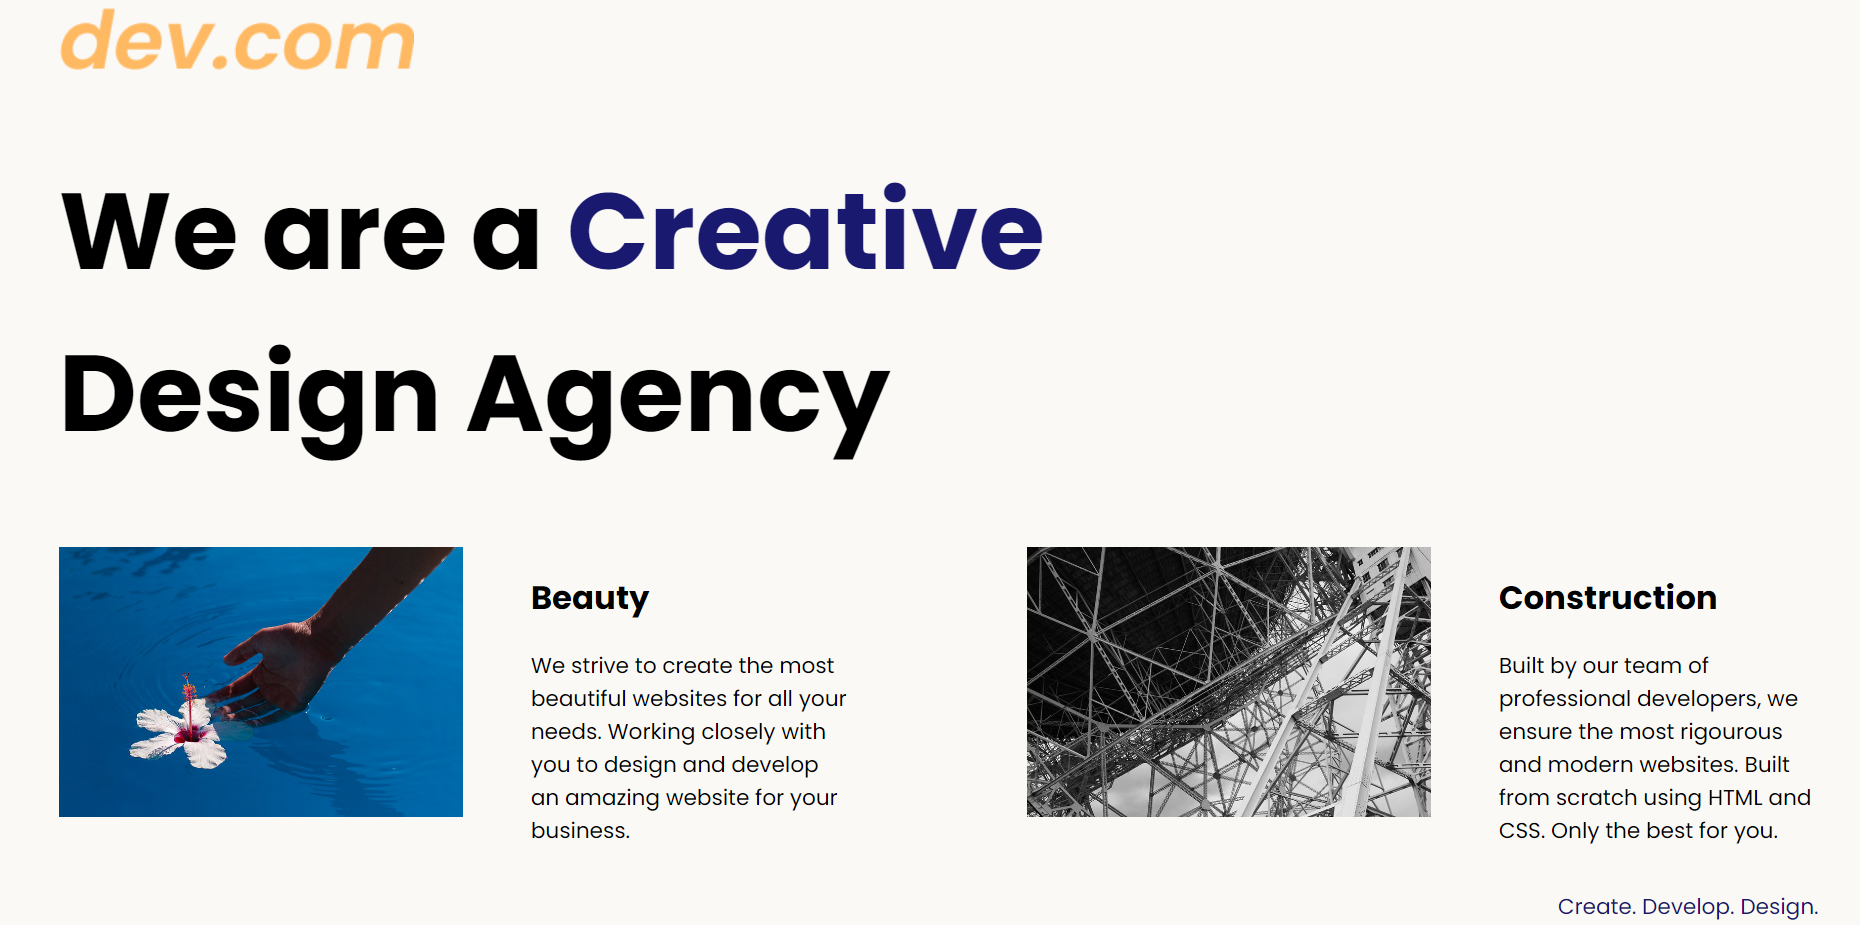 dev.com
We are a Creative
Design Agency
Beauty
We strive to create the most
beautiful websites for all your
needs. Working closely with
you to design and develop
an amazing website for your
business.
Construction
Built by our team of
professional developers, we
ensure the most rigourous
and modern websites. Built
from scratch using HTML and
CSS. Only the best for you.
Create. Develop. Design.